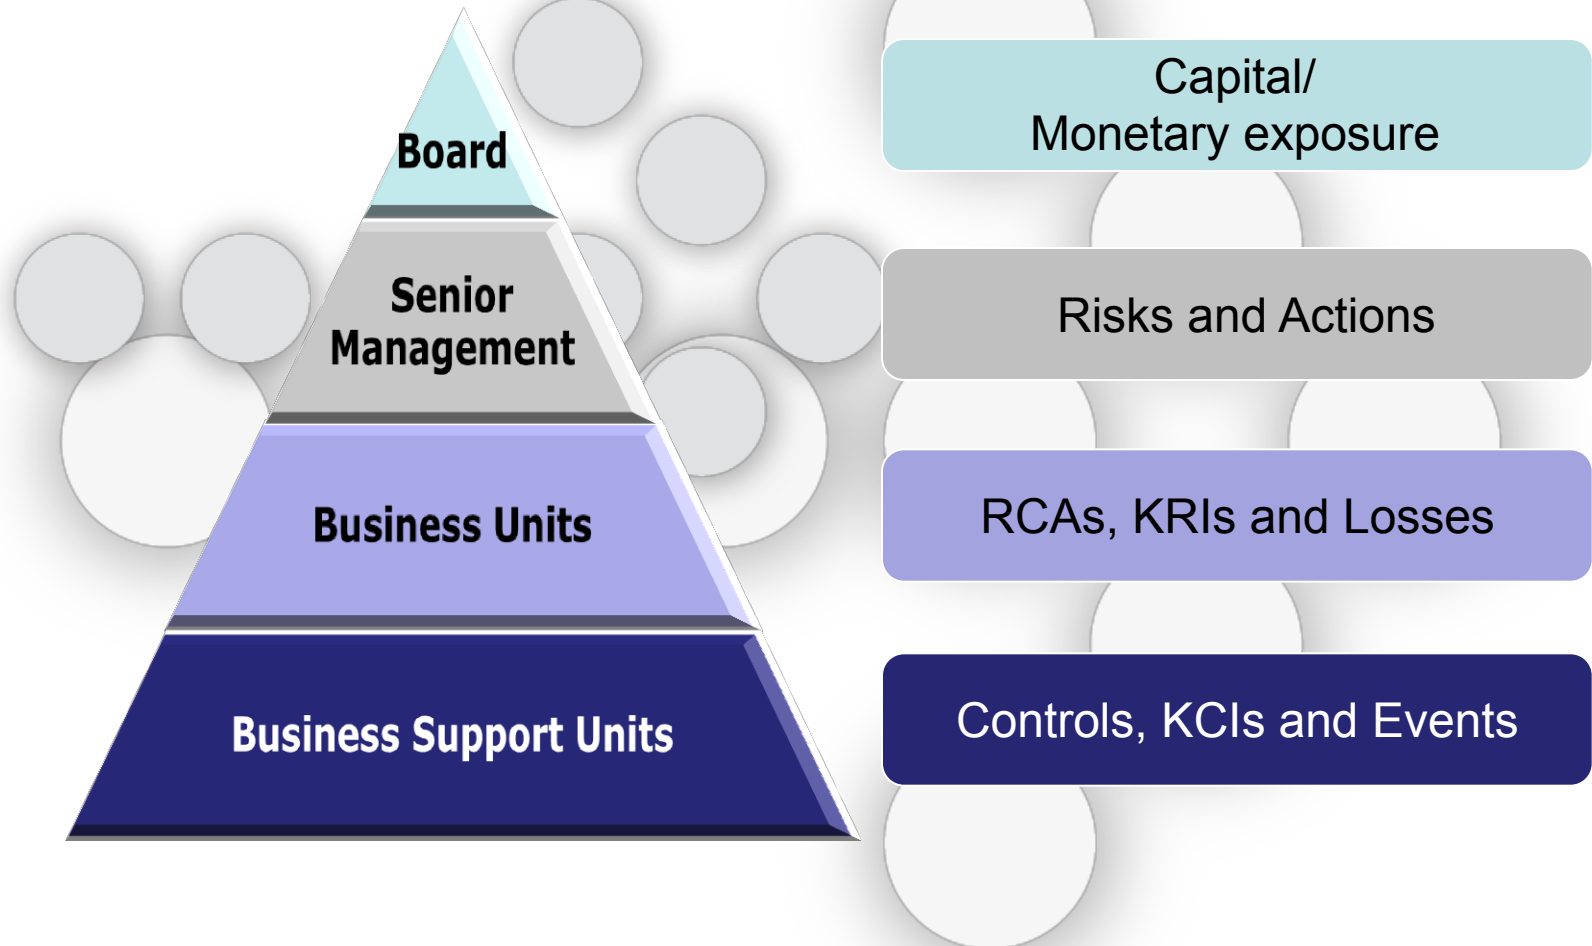 Board
Capital/
Monetary exposure
Senior
Management
Risks and Actions
Business Units
RCAs, KRIs and Losses
Business Support Units
Controls, KCIs and Events